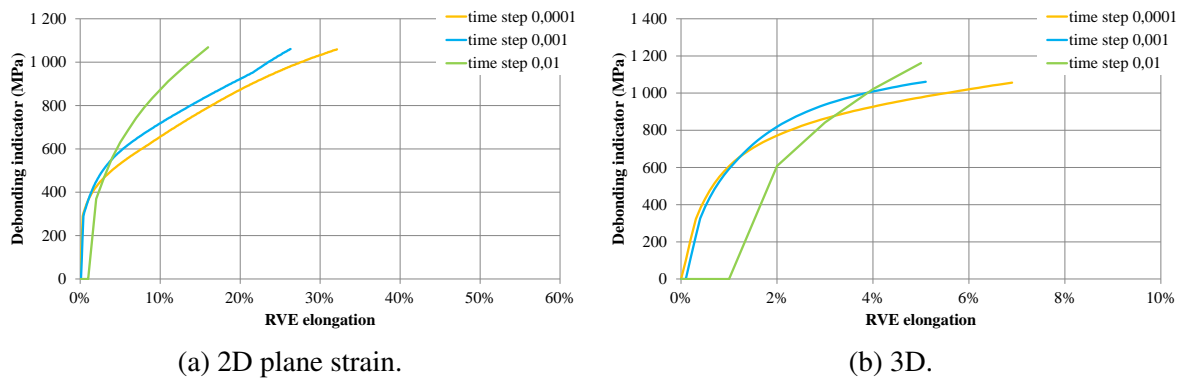 1 400
1 200
1 000
800
600
400
200
0
Debonding indicator (MPa)
0% 10% 20% 30% 40% 50% 60%
RVE elongation
time step 0,0001
time step 0,001
time step 0,01
(a) 2D plane strain.
1 400
1 200
1 000
800
600
400
200
0
Debonding indicator (MPa)
0% 2% 4% 6% 8% 10%
RVE elongation
time step 0,0001
time step 0,001
time step 0,01
(b) 3D.